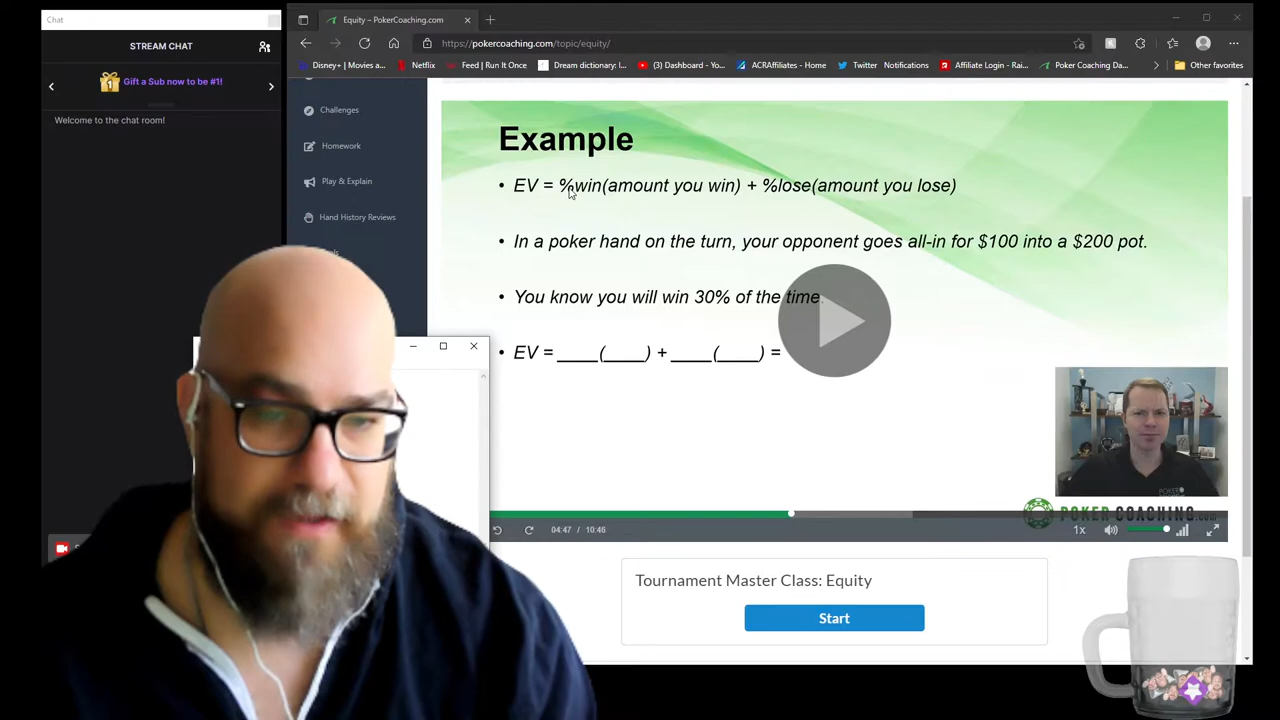 Chat
STREAM CHAT
1
Gift a Sub now to be #1!
Welcome to the chat room!
Equity – PokerCoaching.com
https://pokercoaching.com/topic/equity/
Disney+ | Movies a...
Netflix
Feed | Run It Once
Dream dictionary: I...
(3) Dashboard - Yo...
ACRAffiliates - Home
Twitter
Notifications
Affiliate Login - Rai...
Poker Coaching Da...
Other favorites
Challenges
Homework
Play & Explain
Hand History Reviews
Example
• EV = %win(amount you win) + %lose(amount you lose)
• In a poker hand on the turn, your opponent goes all-in for $100 into a $200 pot.
• You know you will win 30% of the time
• EV = ____(____) + ____(____) =
POKER COACHING.com
04:47 / 10:46
1x
Tournament Master Class: Equity
Start